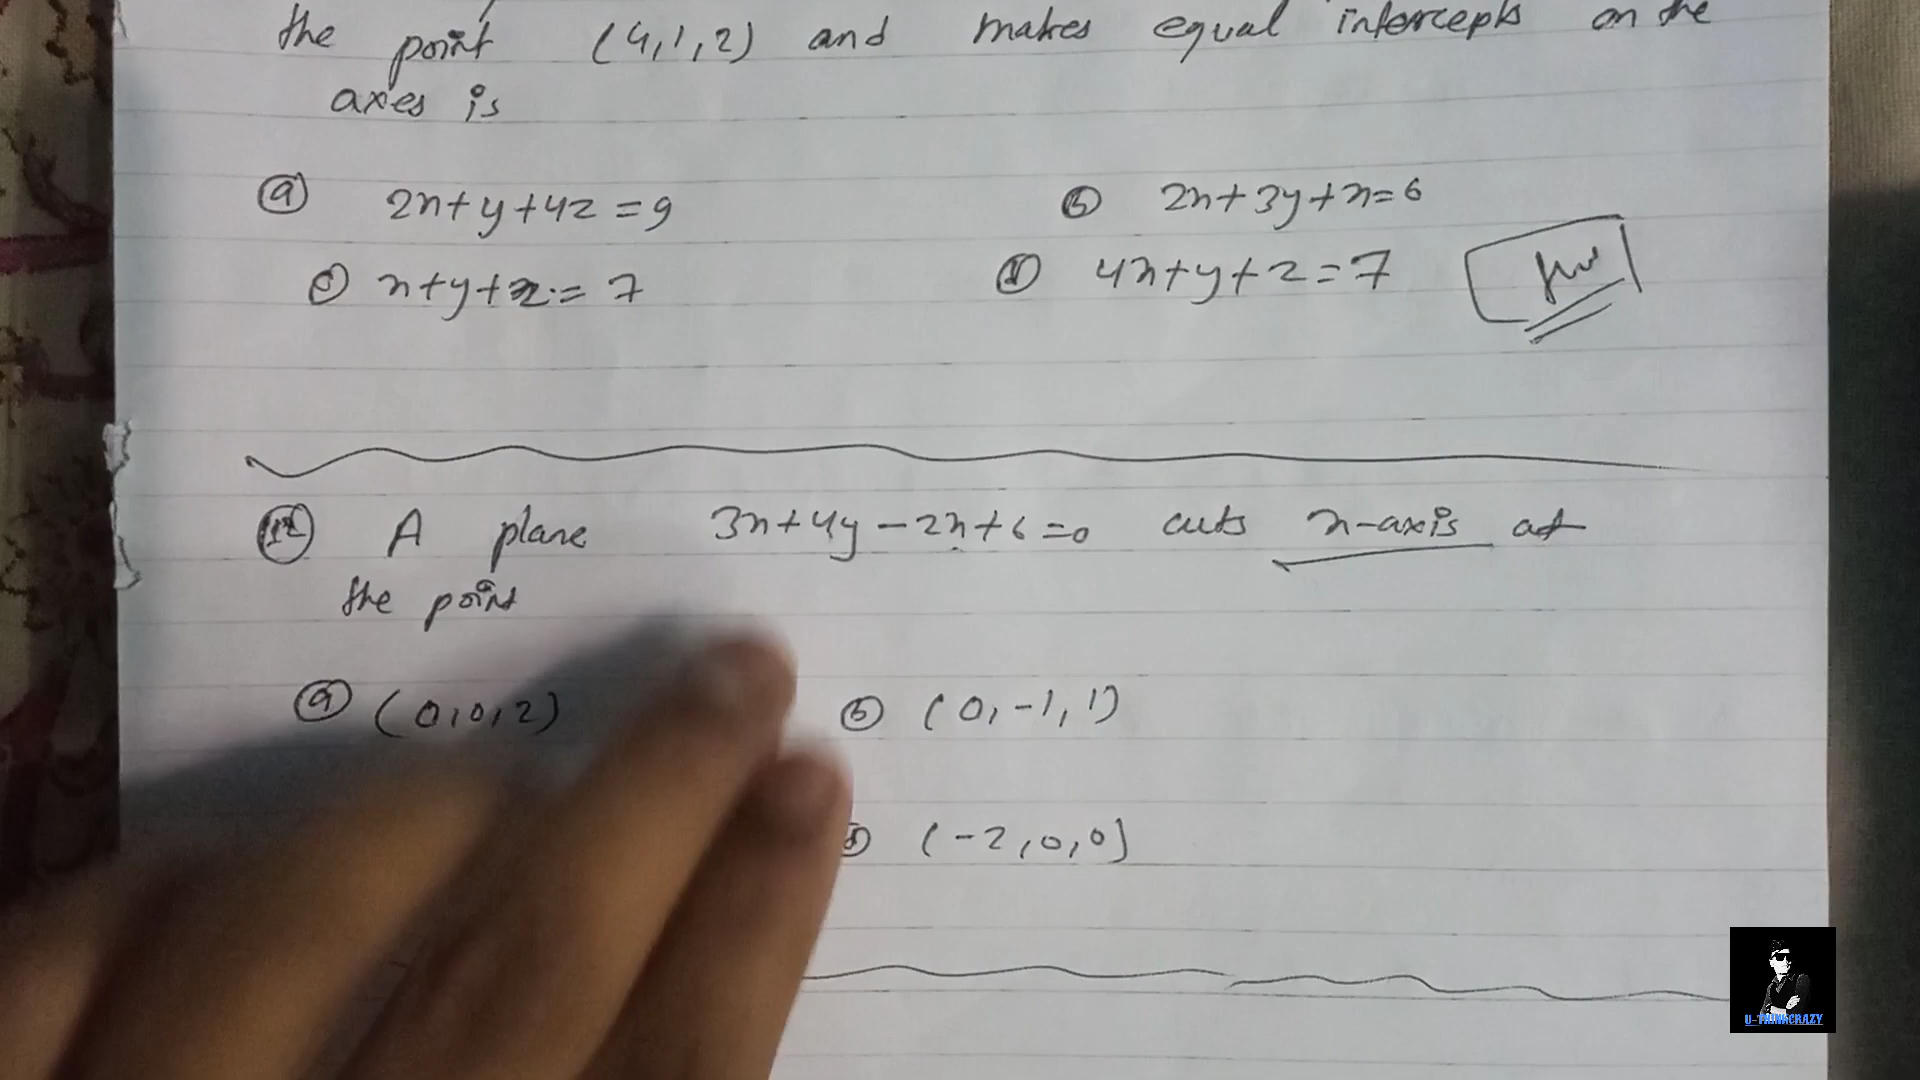 the point (4,1,2) and makes equal intercepts on the
axes is
(a) 2x+y+4z=9
(b) 2x+3y+x=6
(c) x+y+z=7
(d) 4x+y+z=7
(12) A plane 3x+4y-2x+6=0 cuts x-axis at
the point
(a) (0,0,2)
(b) (0,-1,1)
(d) (-2,0,0)
U-THINKCRAZY